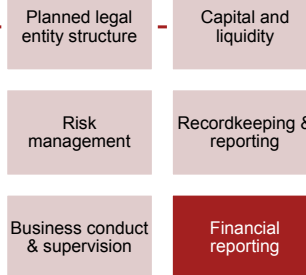 Planned legal
entity structure
Capital and
liquidity
Risk
management
Recordkeeping &
reporting
Business conduct
& supervision
Financial
reporting